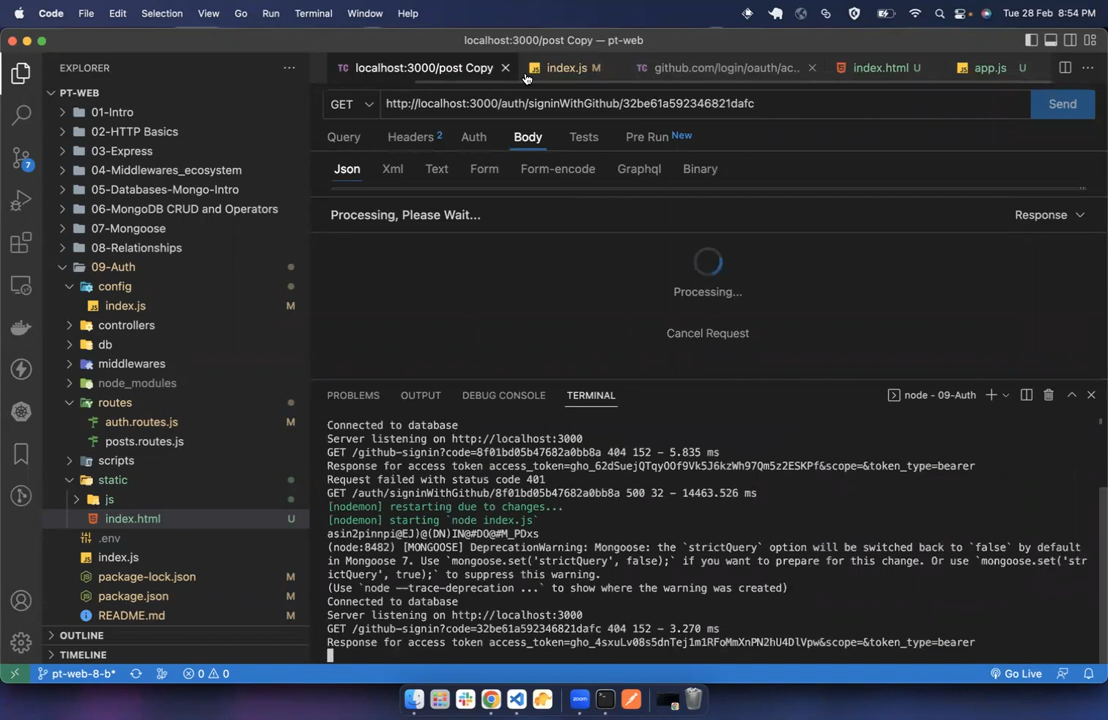 Code File Edit Selection View Go Run Terminal Window Help Tue 28 Feb 8:54 PM
localhost:3000/post Copy — pt-web
EXPLORER
TC localhost:3000/post Copy JS index.js M TC github.com/login/oauth/ac... index.html U JS app.js U
PT-WEB
01-Intro
02-HTTP Basics
03-Express
04-Middlewares_ecosystem
05-Databases-Mongo-Intro
06-MongoDB CRUD and Operators
07-Mongoose
08-Relationships
09-Auth
config
index.js M
controllers
db
middlewares
node_modules
routes
auth.routes.js M
posts.routes.js
scripts
static
js
index.html U
.env
index.js
package-lock.json M
package.json M
README.md M
OUTLINE
TIMELINE
GET http://localhost:3000/auth/signinWithGithub/32be61a592346821dafc Send
Query Headers 2 Auth Body Tests Pre Run New
Json Xml Text Form Form-encode Graphql Binary
Processing, Please Wait... Response
Processing...
Cancel Request
PROBLEMS OUTPUT DEBUG CONSOLE TERMINAL node - 09-Auth
Connected to database
Server listening on http://localhost:3000
GET /github-signin?code=8f01bd05b47682a0bb8a 404 152 - 5.835 ms
Response for access token access_token=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&scope=&token_type=bearer
Request failed with status code 401
GET /auth/signinWithGithub/8f01bd05b47682a0bb8a 500 32 - 14463.526 ms
[nodemon] restarting due to changes...
[nodemon] starting `node index.js`
asin2pinnpi@EJ)@(DN)IN@#DO@#M_PDxs
(node:8482) [MONGOOSE] DeprecationWarning: Mongoose: the `strictQuery` option will be switched back to `false` by default
in Mongoose 7. Use `mongoose.set('strictQuery', false);` if you want to prepare for this change. Or use `mongoose.set('str
ictQuery', true);` to suppress this warning.
(Use `node --trace-deprecation ...` to show where the warning was created)
Connected to database
Server listening on http://localhost:3000
GET /github-signin?code=32be61a592346821dafc 404 152 - 3.270 ms
Response for access token access_token=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&scope=&token_type=bearer
pt-web-8-b* 0 0 Go Live